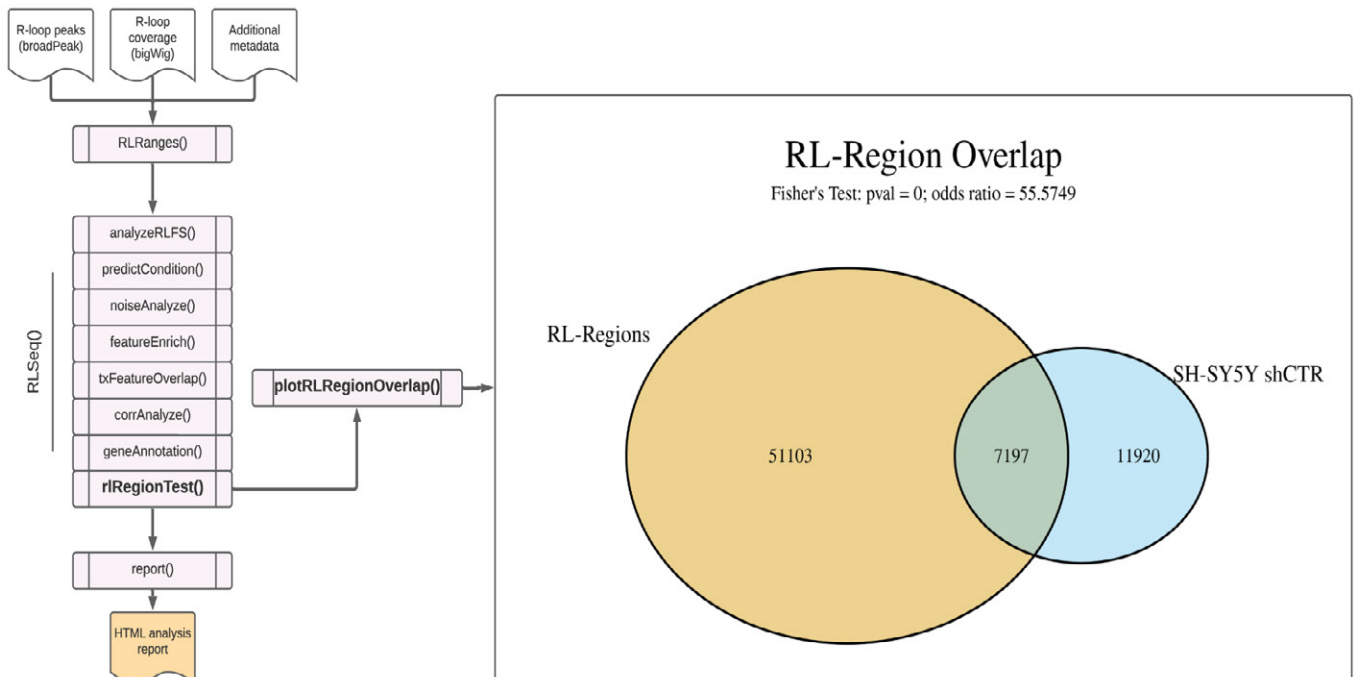 R-loop peaks
(broadPeak)
R-loop
coverage
(bigWig)
Additional
metadata
RLRanges()
RLSeq()
analyzeRLFS()
predictCondition()
noiseAnalyze()
featureEnrich()
txFeatureOverlap()
corrAnalyze()
geneAnnotation()
rlRegionTest()
report()
HTML analysis
report
plotRLRegionOverlap()
RL-Region Overlap
Fisher's Test: pval = 0; odds ratio = 55.5749
RL-Regions
SH-SY5Y shCTR
51103
7197
11920